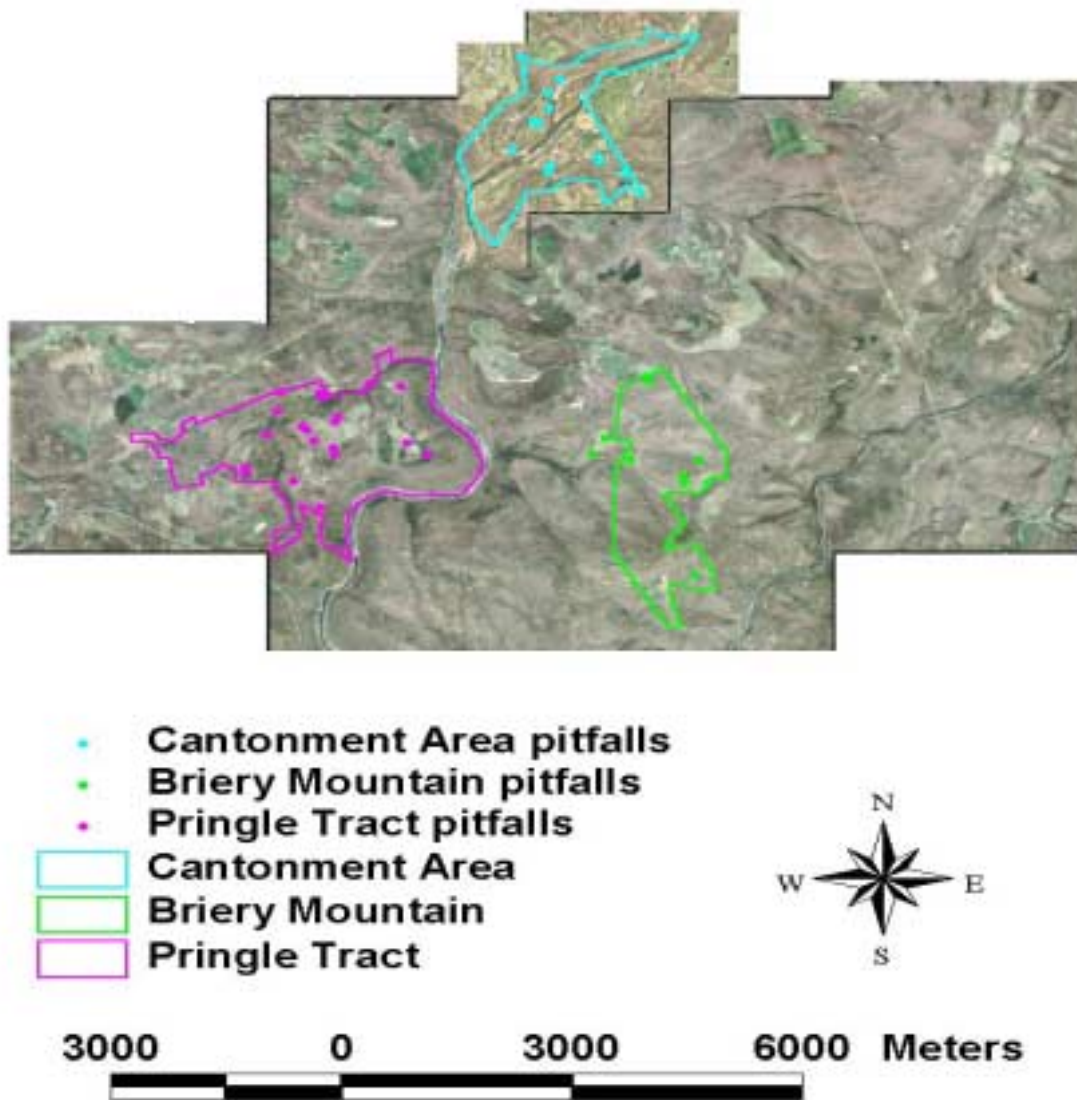 Cantonment Area pitfalls
Briery Mountain pitfalls
Pringle Tract pitfalls
Cantonment Area
Briery Mountain
Pringle Tract
N
W E
S
3000 0 3000 6000 Meters